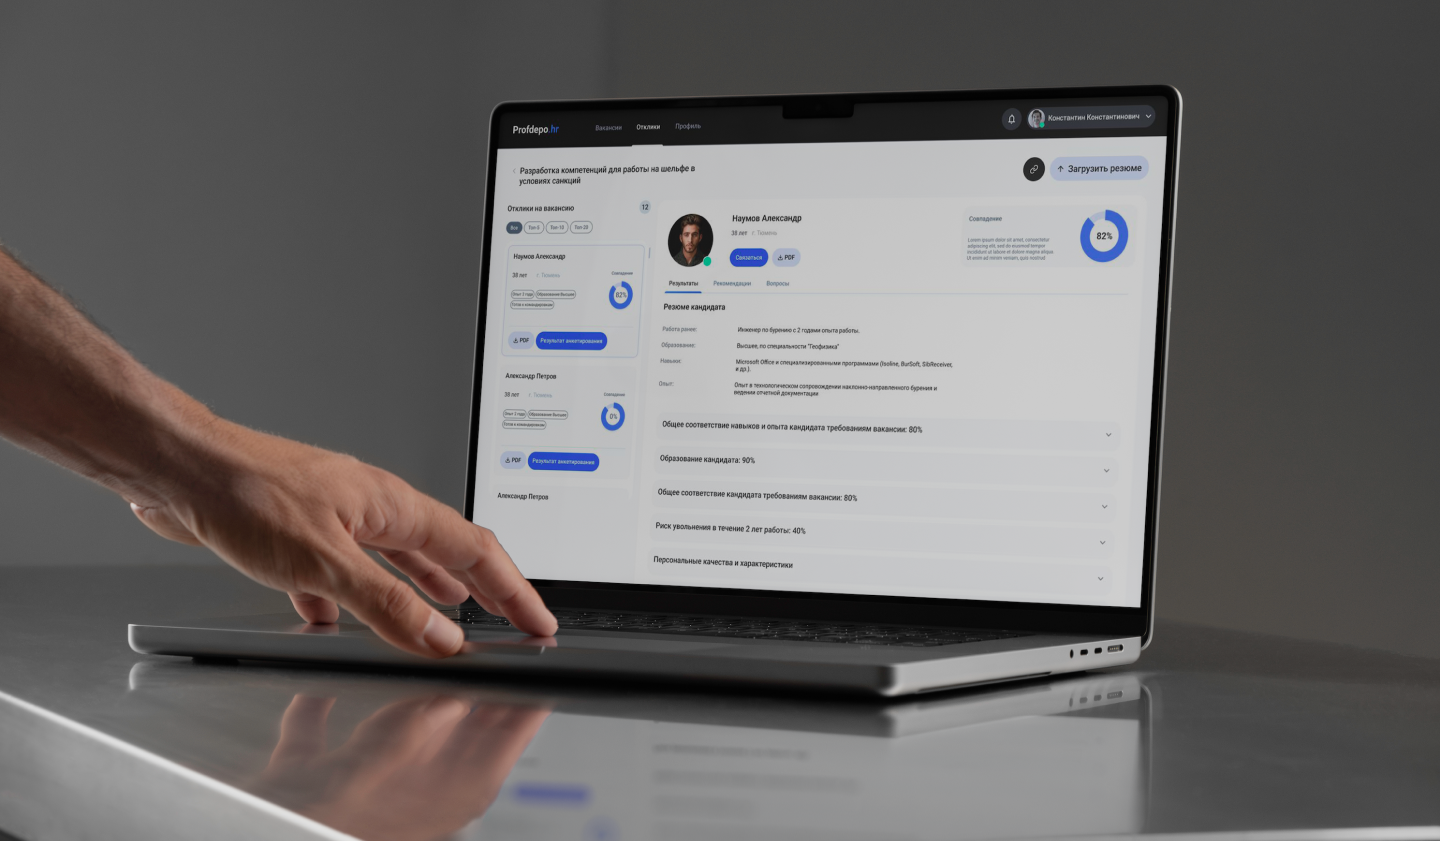 Profdepo.hr
Вакансии
Отклики
Профиль
Константин Константинович
Разработка компетенций для работы на шельфе в
условиях санкций
Загрузить резюме
Отклики на вакансию
12
Все
Топ 5
Топ 10
Топ 20
Наумов Александр
38 лет
г. Тюмень
Совпадение
82%
Опыт 3 года
Образование Высшее
Готов к командировкам
PDF
Результат анкетирования
Александр Петров
38 лет
г. Тюмень
Совпадение
0%
Опыт 3 года
Образование Высшее
Готов к командировкам
PDF
Результат анкетирования
Александр Петров
Наумов Александр
38 лет
г. Тюмень
Связаться
PDF
Совпадение
Lorem ipsum dolor sit amet, consectetur
adipiscing elit, sed do eiusmod tempor
incididunt ut labore et dolore magna aliqua.
Ut enim ad minim veniam, quis nostrud
82%
Результаты
Рекомендации
Вопросы
Резюме кандидата
Работа ранее:
Инженер по бурению с 2 годами опыта работы.
Образование:
Высшее, по специальности "Геофизика"
Навыки:
Microsoft Office и специализированными программами (Isoline, BurSoft, SibReceiver,
и др.).
Опыт:
Опыт в технологическом сопровождении наклонно-направленного бурения и
ведении отчетной документации
Общее соответствие навыков и опыта кандидата требованиям вакансии: 80%
Образование кандидата: 90%
Общее соответствие кандидата требованиям вакансии: 80%
Риск увольнения в течение 2 лет работы: 40%
Персональные качества и характеристики